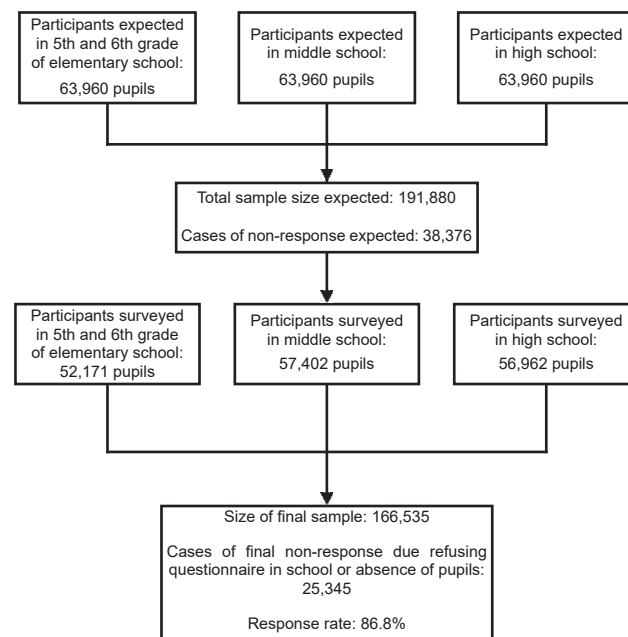 Participants expected
in 5th and 6th grade
of elementary school:
63,960 pupils
Participants expected
in middle school:
63,960 pupils
Participants expected
in high school:
63,960 pupils
Total sample size expected: 191,880
Cases of non-response expected: 38,376
Participants surveyed
in 5th and 6th grade
of elementary school:
52,171 pupils
Participants surveyed
in middle school:
57,402 pupils
Participants surveyed
in high school:
56,962 pupils
Size of final sample: 166,535
Cases of final non-response due refusing
questionnaire in school or absence of pupils:
25,345
Response rate: 86.8%